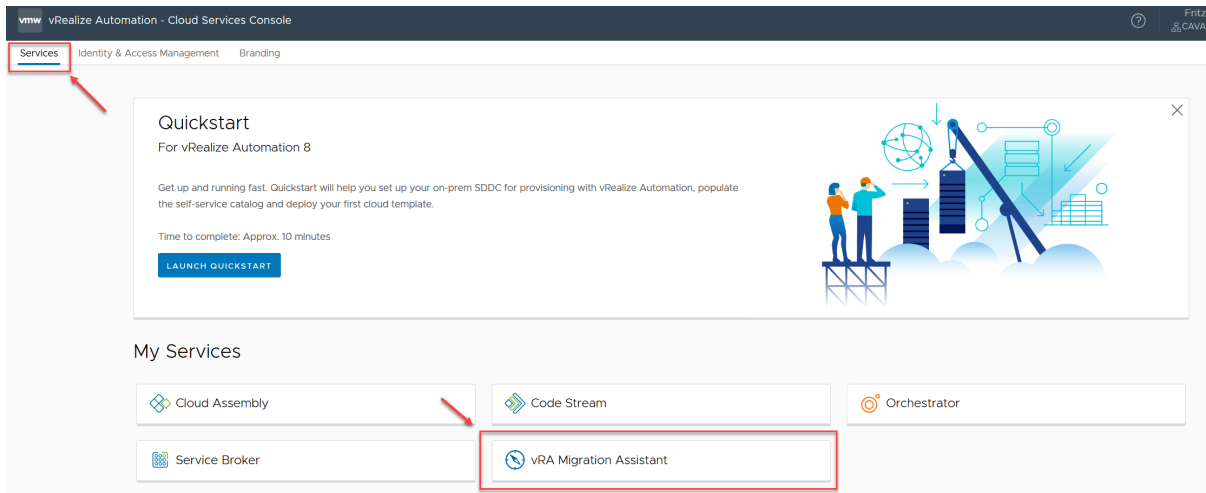 vmw vRealize Automation - Cloud Services Console
Fritz
CAVA
Services Identity & Access Management Branding
Quickstart
For vRealize Automation 8
Get up and running fast. Quickstart will help you set up your on-prem SDDC for provisioning with vRealize Automation, populate
the self-service catalog and deploy your first cloud template.
Time to complete: Approx. 10 minutes
LAUNCH QUICKSTART
My Services
Cloud Assembly
Code Stream
Orchestrator
Service Broker
vRA Migration Assistant